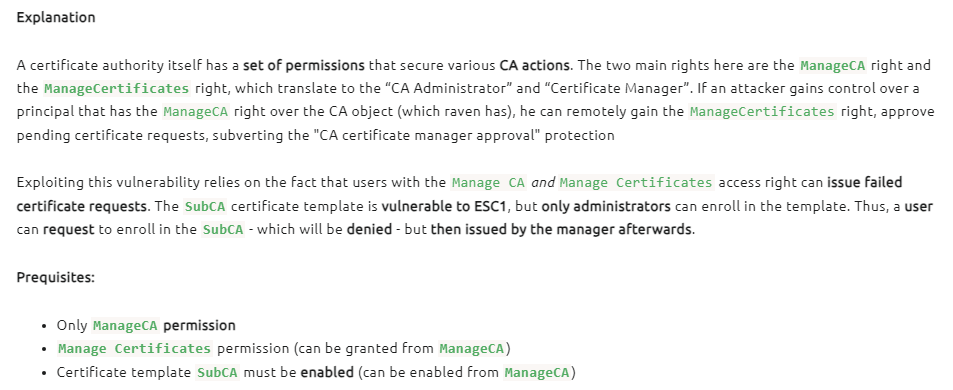 Explanation
A certificate authority itself has a set of permissions that secure various CA actions. The two main rights here are the ManageCA right and
the ManageCertificates right, which translate to the “CA Administrator” and “Certificate Manager”. If an attacker gains control over a
principal that has the ManageCA right over the CA object (which raven has), he can remotely gain the ManageCertificates right, approve
pending certificate requests, subverting the "CA certificate manager approval" protection
Exploiting this vulnerability relies on the fact that users with the Manage CA and Manage Certificates access right can issue failed
certificate requests. The SubCA certificate template is vulnerable to ESC1, but only administrators can enroll in the template. Thus, a user
can request to enroll in the SubCA - which will be denied - but then issued by the manager afterwards.
Prequisites:
• Only ManageCA permission
• Manage Certificates permission (can be granted from ManageCA)
• Certificate template SubCA must be enabled (can be enabled from ManageCA)